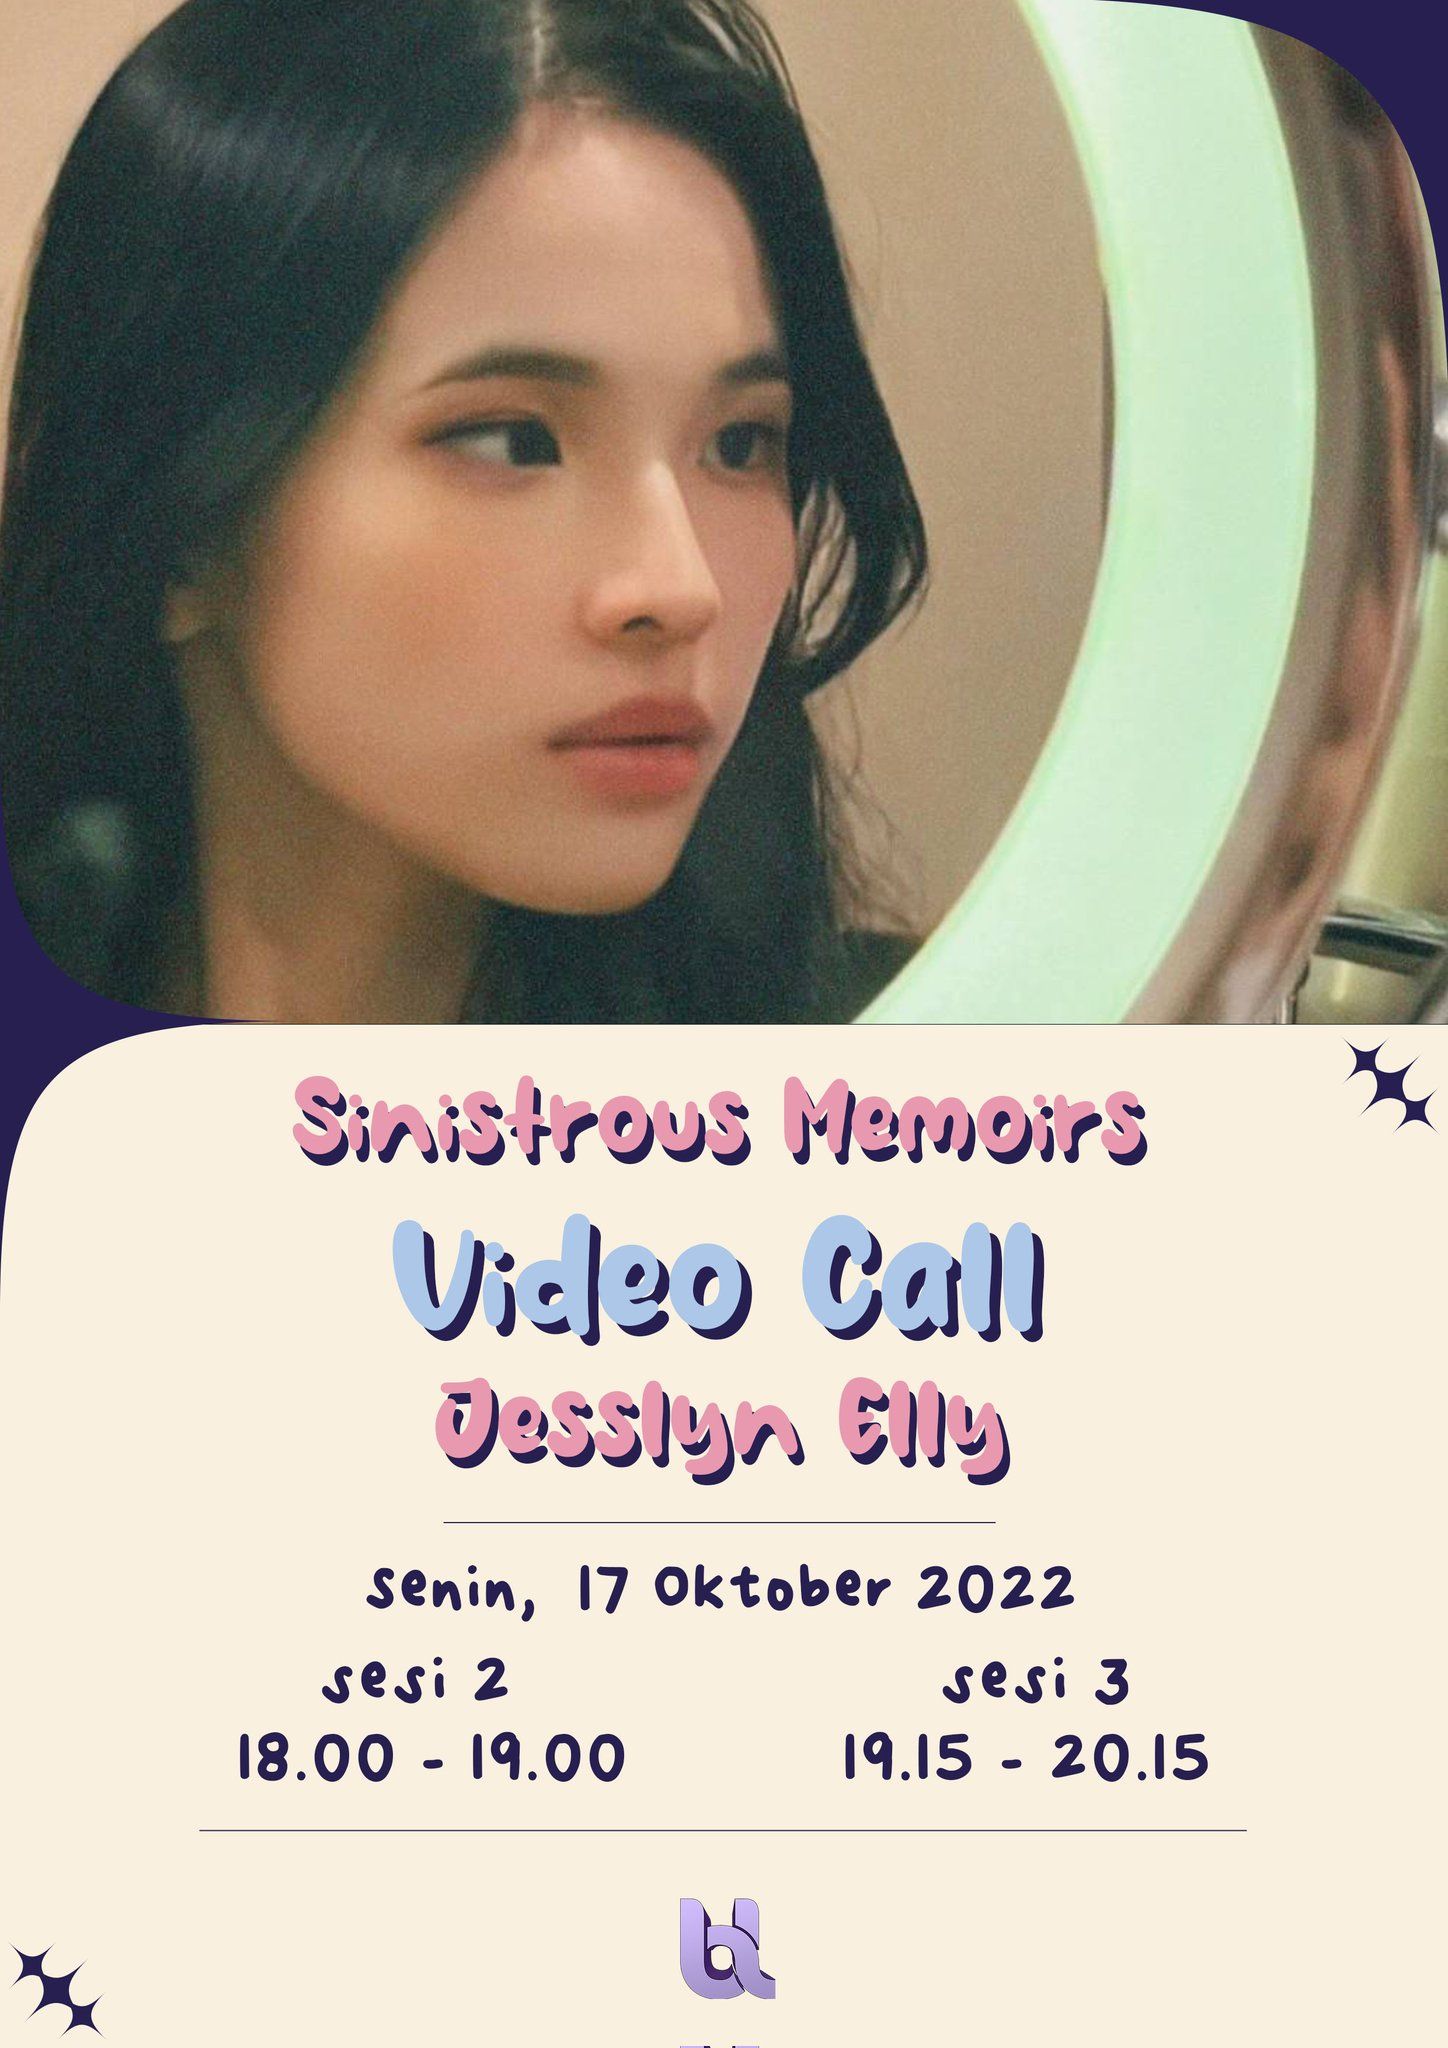 Sinistrous Memoirs
Video Call
Jesslyn Elly
Senin, 17 Oktober 2022
sesi 2
18.00 - 19.00
sesi 3
19.15 - 20.15